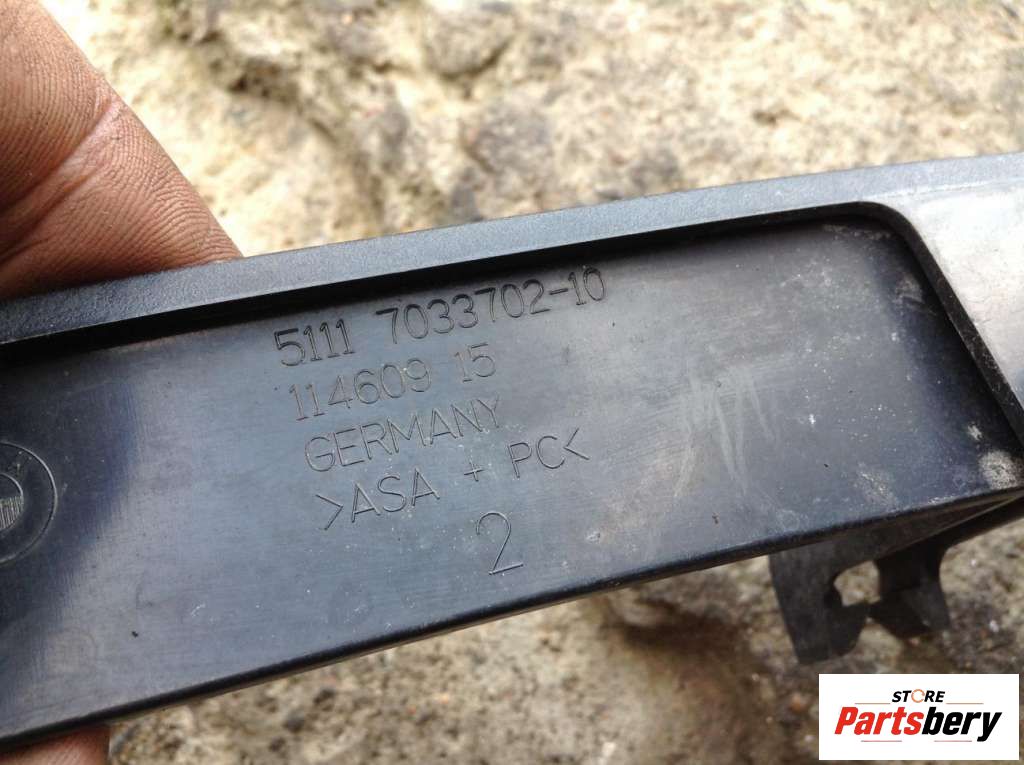 5111 7033702-10
114609 15
GERMANY
>ASA + PC<
2
STORE
Partsbery